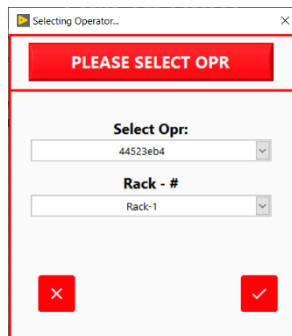 Selecting Operator...
PLEASE SELECT OPR
Select Opr:
44523eb4
Rack - #
Rack-1